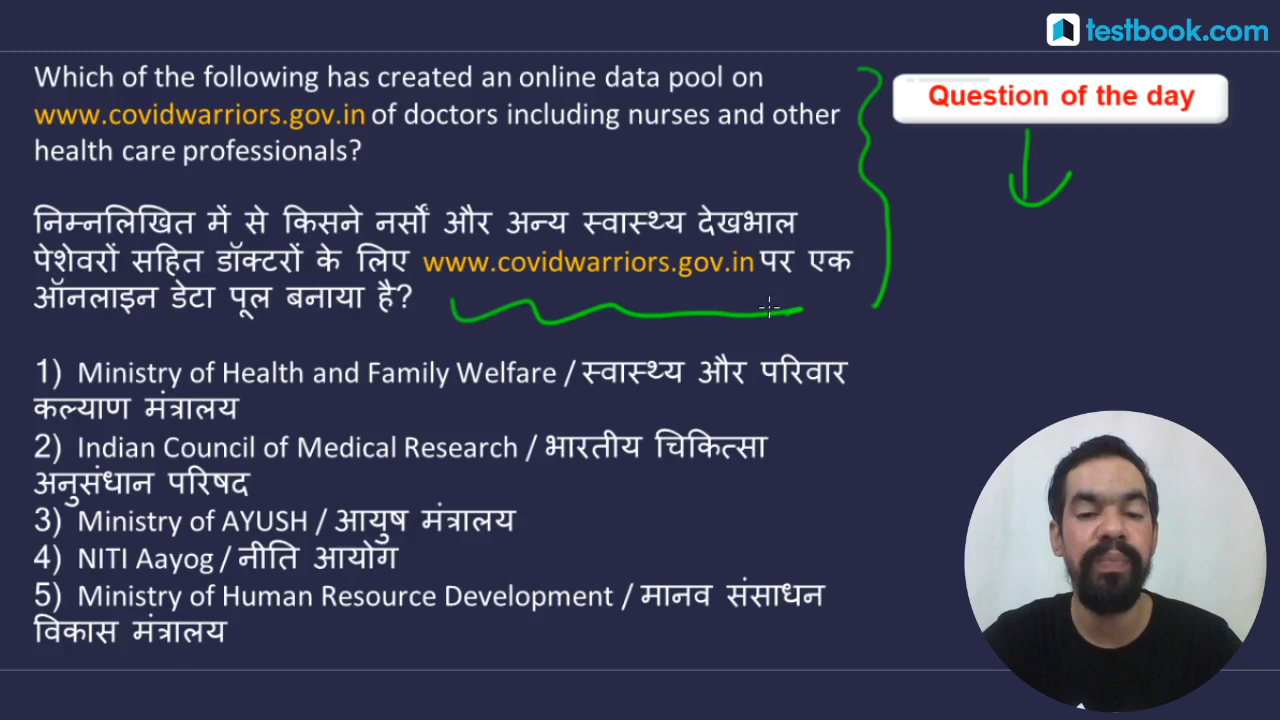 testbook.com
Question of the day
Which of the following has created an online data pool on
www.covidwarriors.gov.in of doctors including nurses and other
health care professionals?
निम्नलिखित में से किसने नर्सों और अन्य स्वास्थ्य देखभाल
पेशेवरों सहित डॉक्टरों के लिए www.covidwarriors.gov.in पर एक
ऑनलाइन डेटा पूल बनाया है?
1) Ministry of Health and Family Welfare / स्वास्थ्य और परिवार
कल्याण मंत्रालय
2) Indian Council of Medical Research / भारतीय चिकित्सा
अनुसंधान परिषद
3) Ministry of AYUSH / आयुष मंत्रालय
4) NITI Aayog / नीति आयोग
5) Ministry of Human Resource Development / मानव संसाधन
विकास मंत्रालय